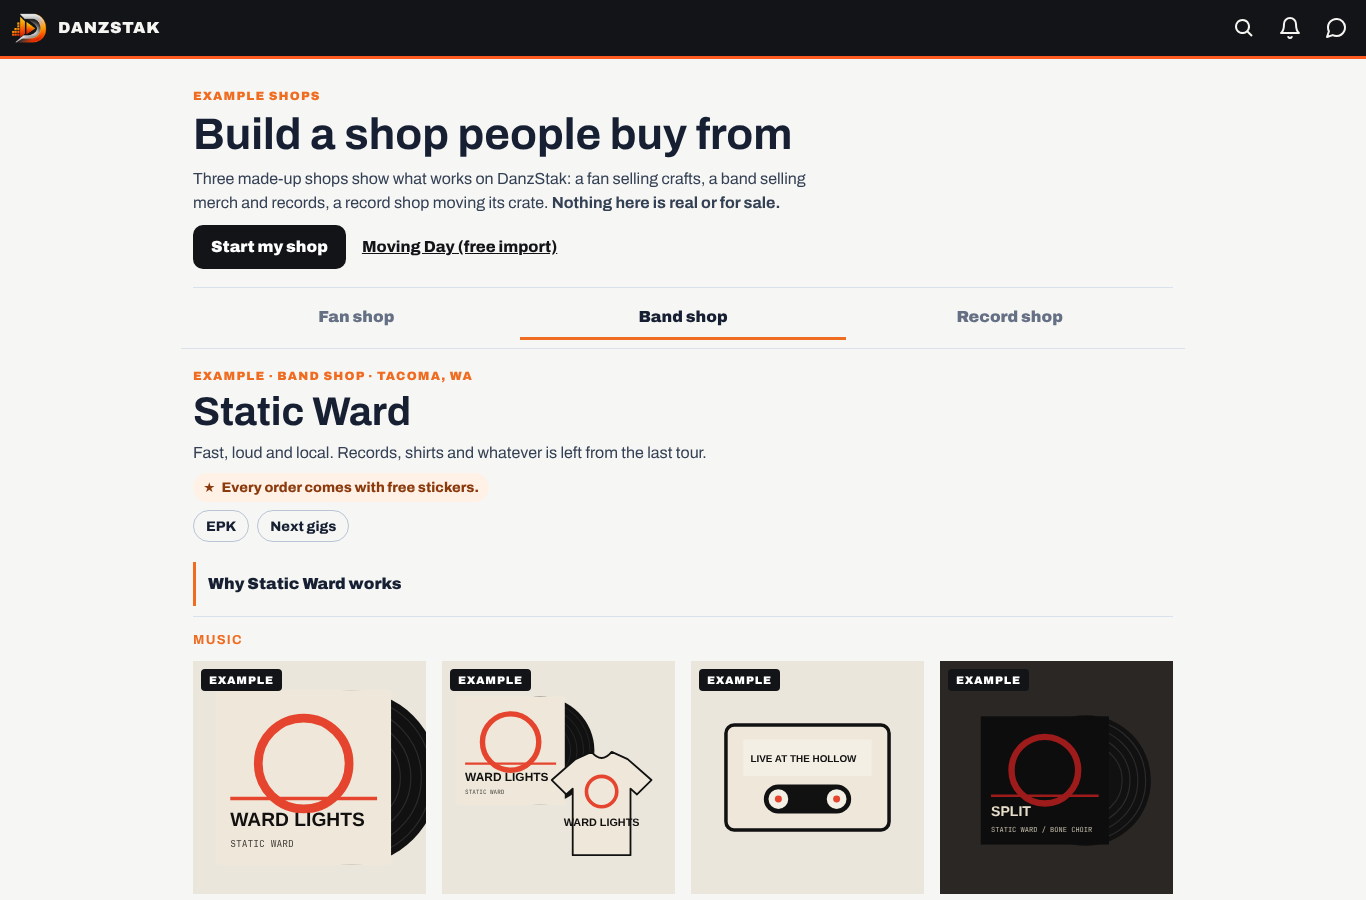 DANZSTAK
EXAMPLE SHOPS
Build a shop people buy from
Three made-up shops show what works on DanzStak: a fan selling crafts, a band selling
merch and records, a record shop moving its crate. Nothing here is real or for sale.
Start my shop
Moving Day (free import)
Fan shop
Band shop
Record shop
EXAMPLE · BAND SHOP · TACOMA, WA
Static Ward
Fast, loud and local. Records, shirts and whatever is left from the last tour.
★ Every order comes with free stickers.
EPK
Next gigs
Why Static Ward works
MUSIC
EXAMPLE
WARD LIGHTS
STATIC WARD
EXAMPLE
WARD LIGHTS
STATIC WARD
WARD LIGHTS
EXAMPLE
LIVE AT THE HOLLOW
EXAMPLE
SPLIT
STATIC WARD / BONE CHOIR